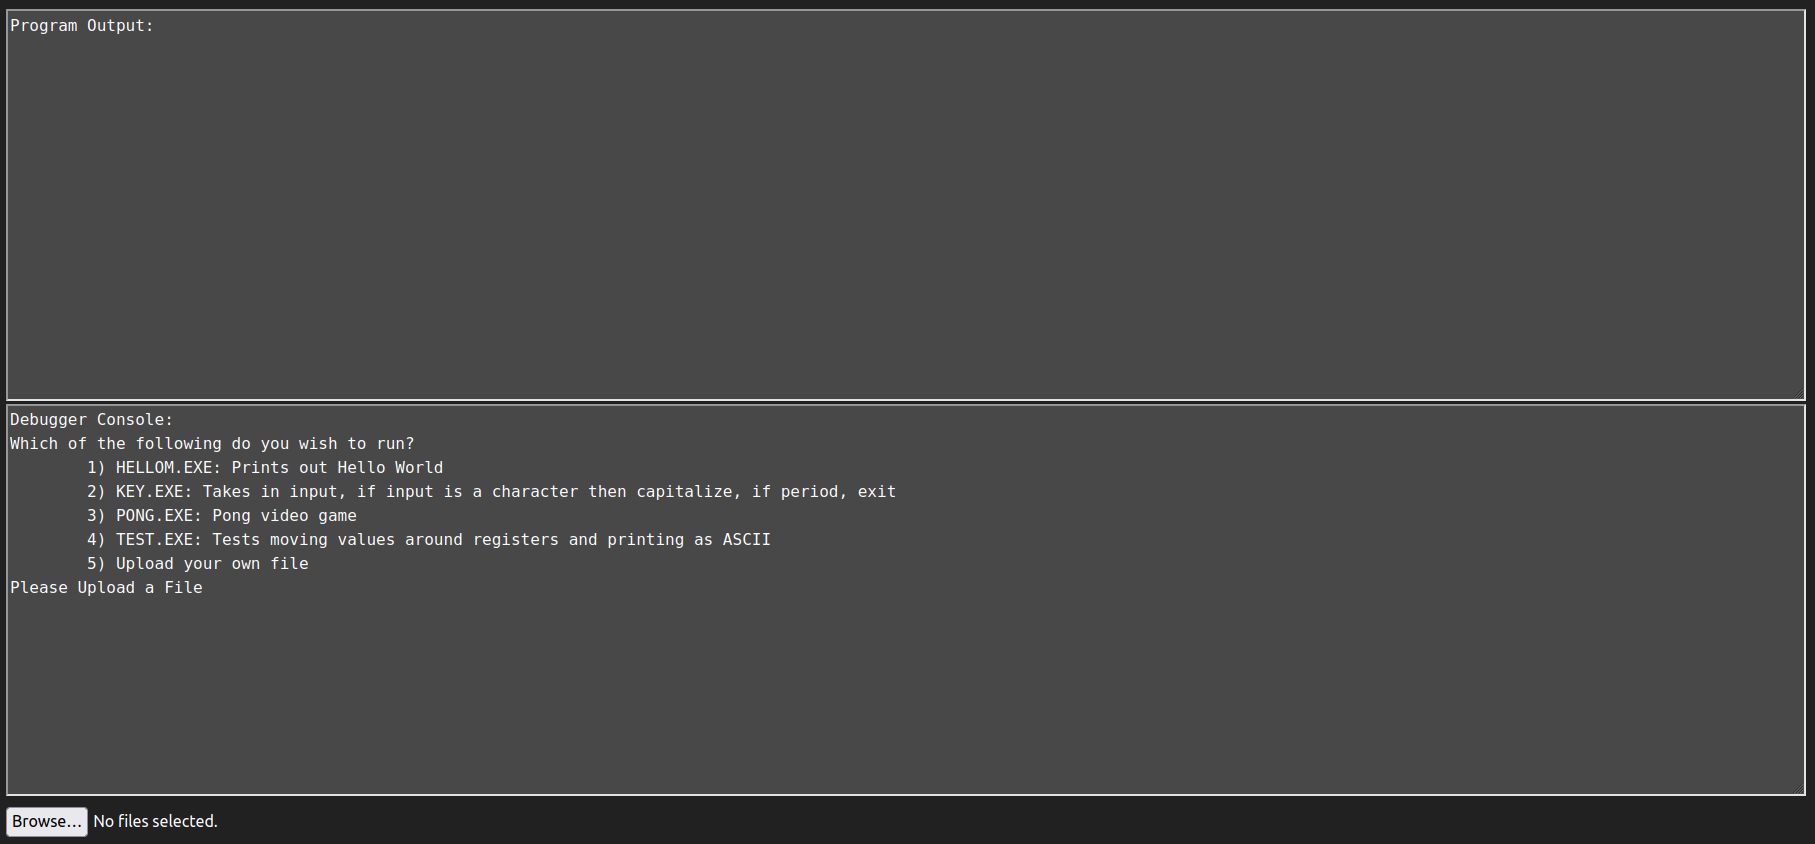 Program Output:
Debugger Console:
Which of the following do you wish to run?
        1) HELLOM.EXE: Prints out Hello World
        2) KEY.EXE: Takes in input, if input is a character then capitalize, if period, exit
        3) PONG.EXE: Pong video game
        4) TEST.EXE: Tests moving values around registers and printing as ASCII
        5) Upload your own file
Please Upload a File
Browse... No files selected.